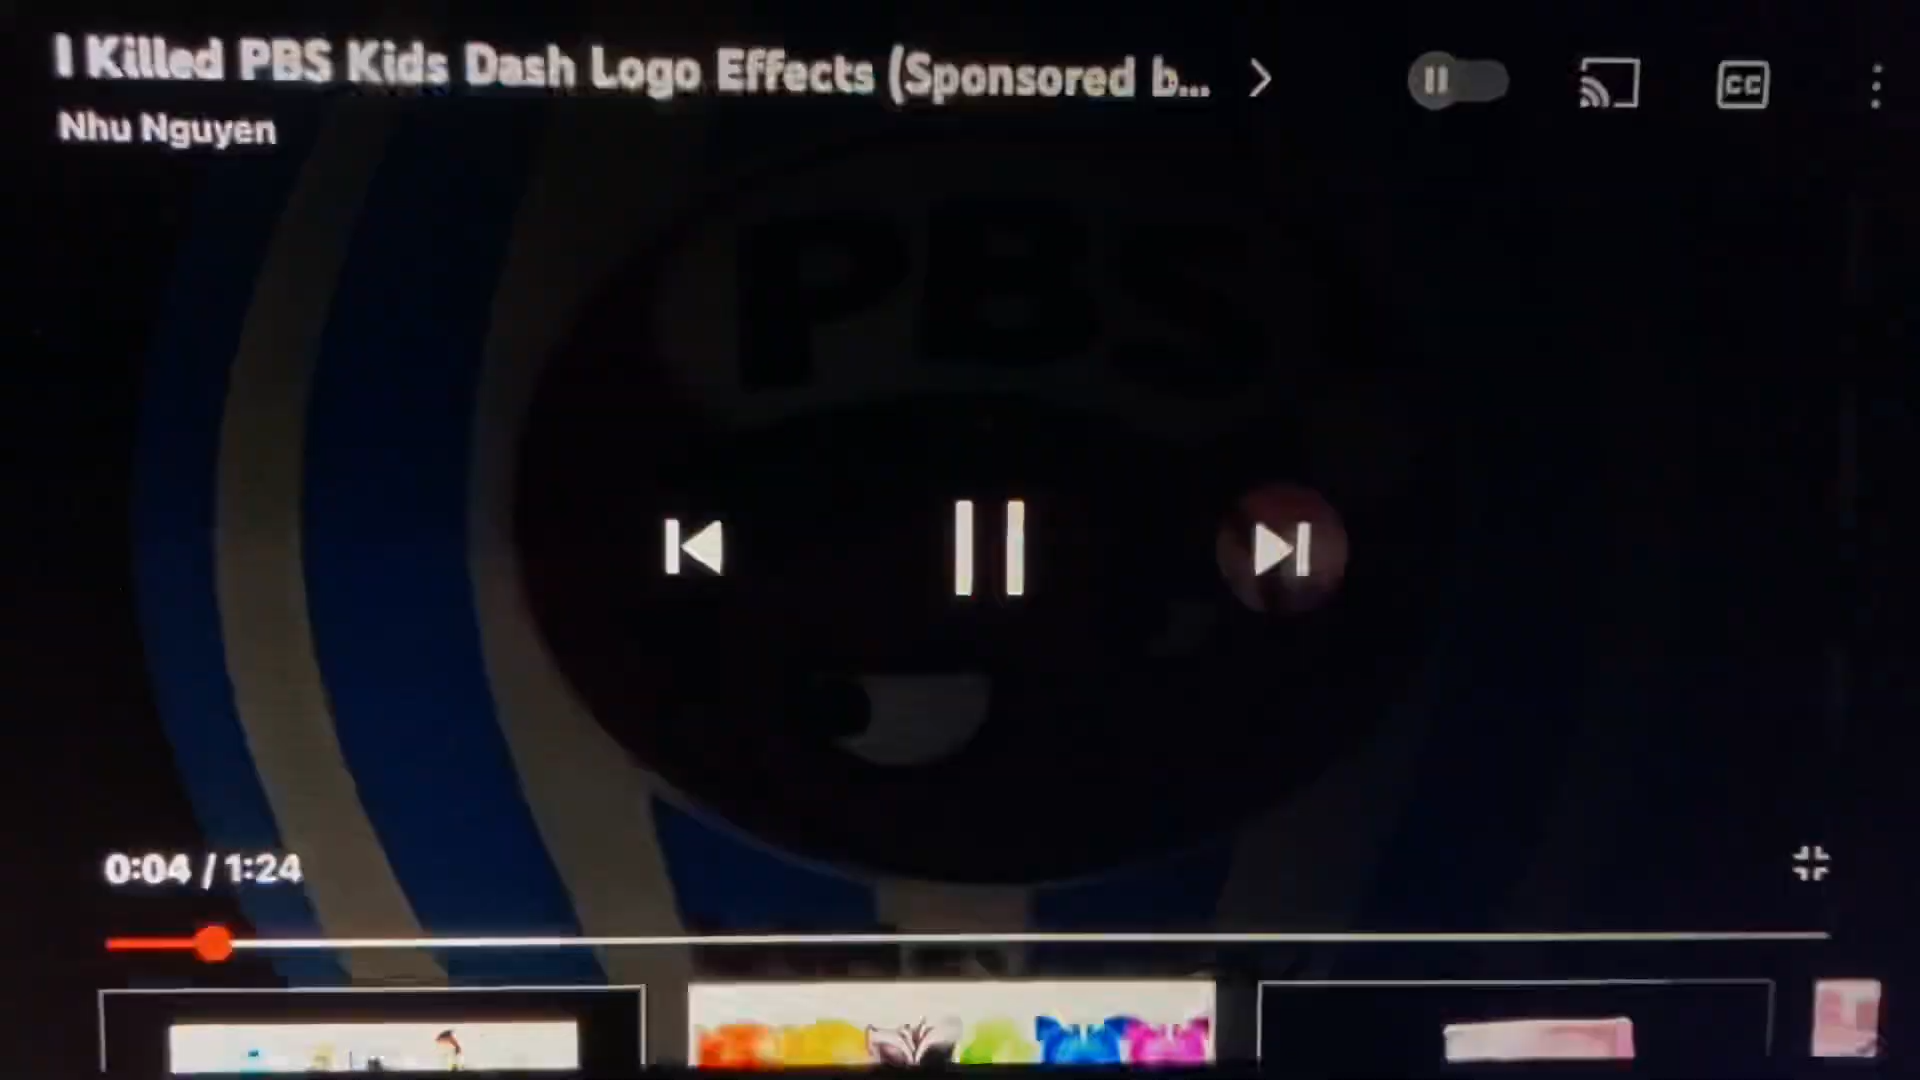 I Killed PBS Kids Dash Logo Effects (Sponsored b...
Nhu Nguyen
CC
PBS
0:04 / 1:24